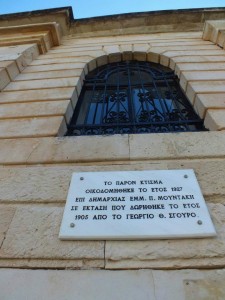 ΤΟ ΠΑΡΟΝ ΚΤΙΣΜΑ
ΟΙΚΟΔΟΜΗΘΗΚΕ ΤΟ ΕΤΟΣ 1927
ΕΠΙ ΔΗΜΑΡΧΙΑΣ ΕΜΜ. Π. ΜΟΥΝΤΑΚΗ
ΣΕ ΕΚΤΑΣΗ ΠΟΥ ΔΩΡΗΘΗΚΕ ΤΟ ΕΤΟΣ
1905 ΑΠΟ ΤΟ ΓΕΩΡΓΙΟ Θ. ΣΓΟΥΡΟ.